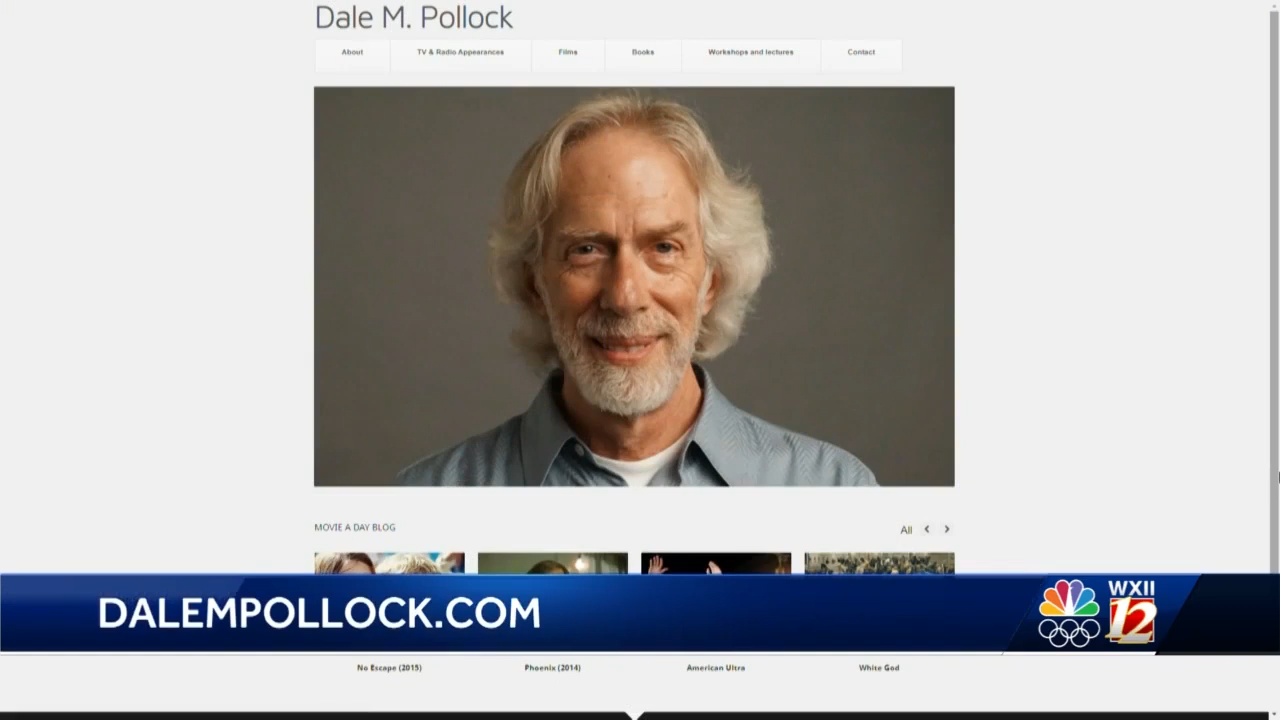 Dale M. Pollock
About
TV & Radio Appearances
Films
Books
Workshops and lectures
Contact
MOVIE A DAY BLOG
All
DALEMPOLLOCK.COM
WXII
12
No Escape (2015)
Phoenix (2014)
American Ultra
White God